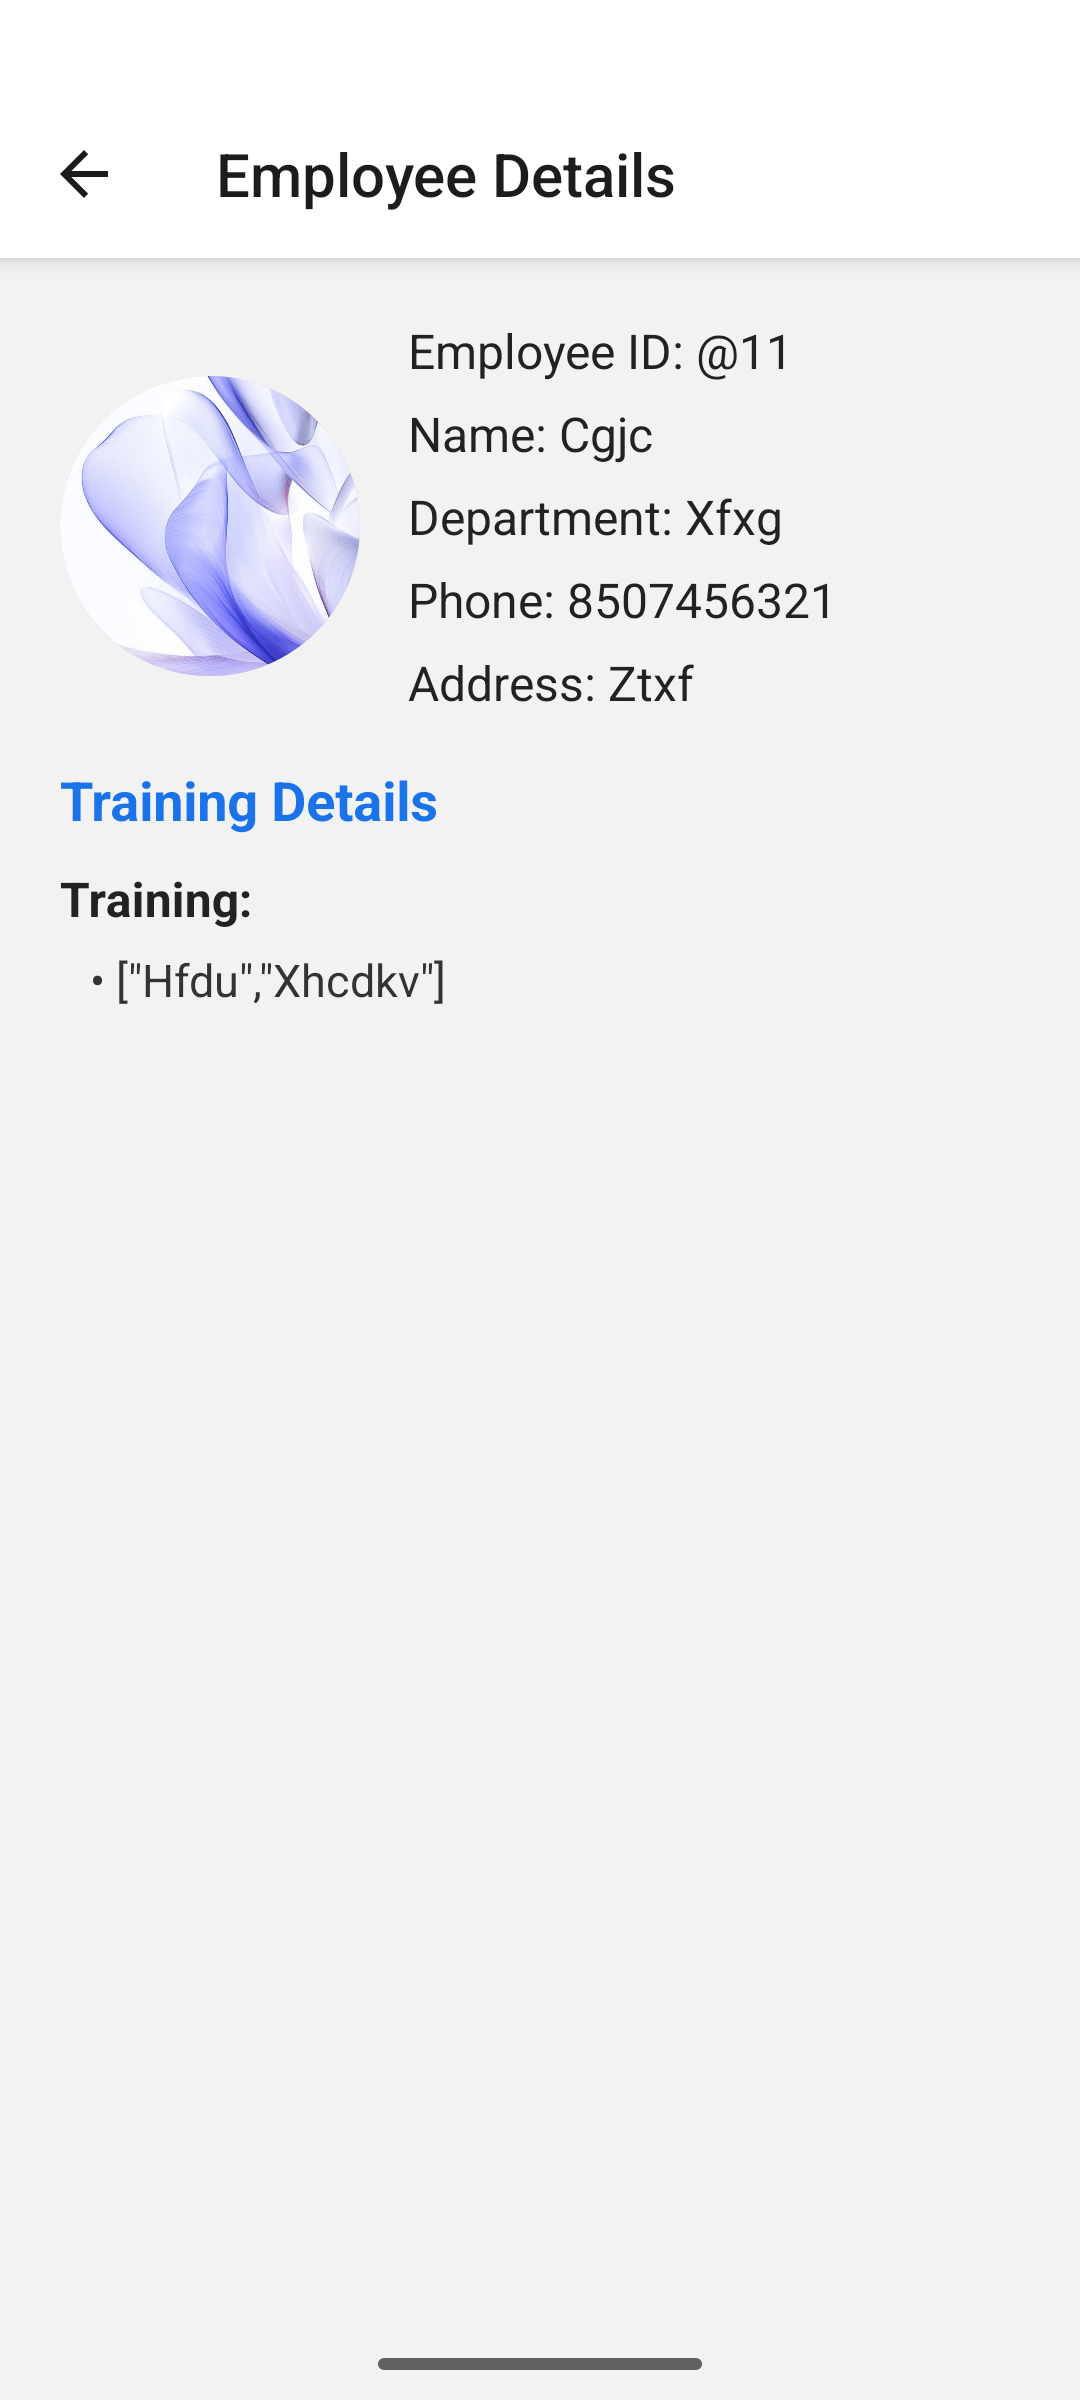 Employee Details
Employee ID: @11
Name: Cgjc
Department: Xfxg
Phone: 8507456321
Address: Ztxf
Training Details
Training:
• ["Hfdu","Xhcdkv"]